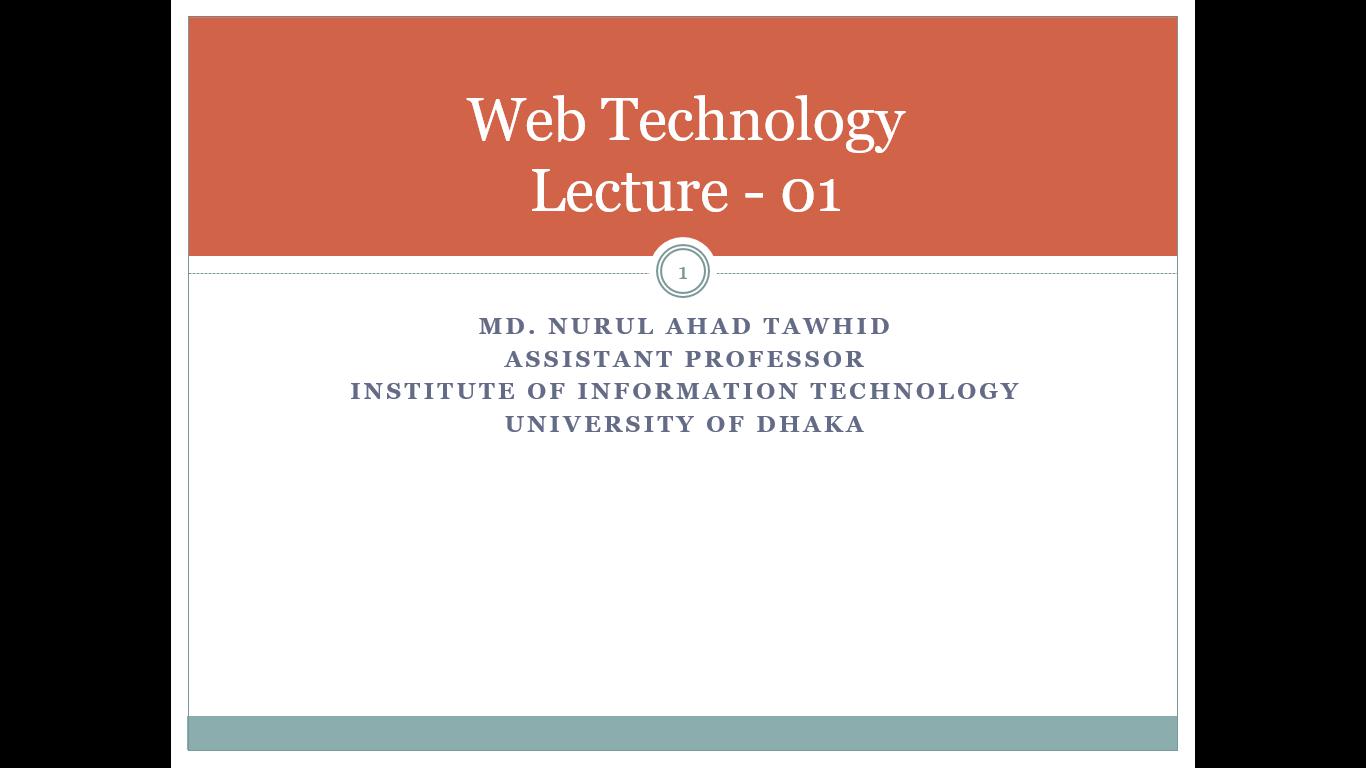 Web Technology
Lecture - 01
1
MD. NURUL AHAD TAWHID
ASSISTANT PROFESSOR
INSTITUTE OF INFORMATION TECHNOLOGY
UNIVERSITY OF DHAKA